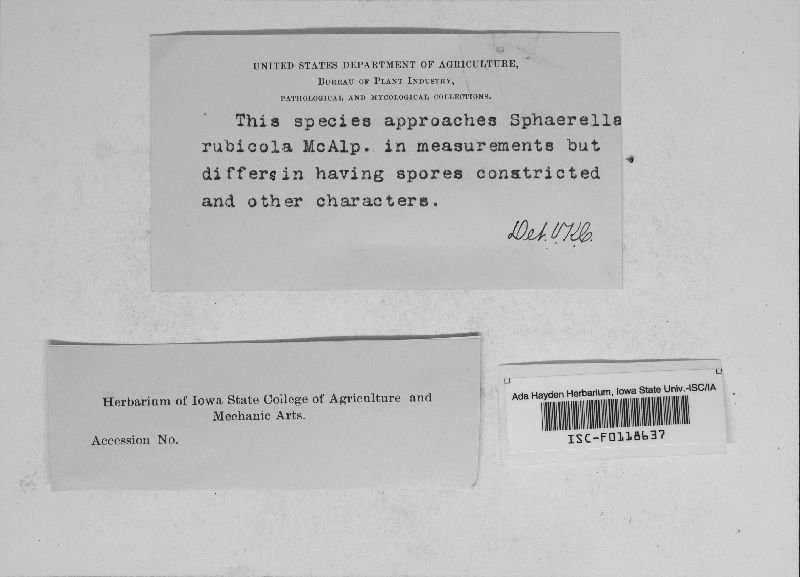 UNITED STATES DEPARTMENT OF AGRICULTURE,
BUREAU OF PLANT INDUSTRY,
PATHOLOGICAL AND MYCOLOGICAL COLLECTIONS.
This species approaches Sphaerella
rubicola McAlp. in measurements but
differs in having spores constricted
and other characters.
Det. V.K.C.
Herbarium of Iowa State College of Agriculture and
Mechanic Arts.
Accession No.
Ada Hayden Herbarium, Iowa State Univ.-ISC/IA
ISC-F0118637